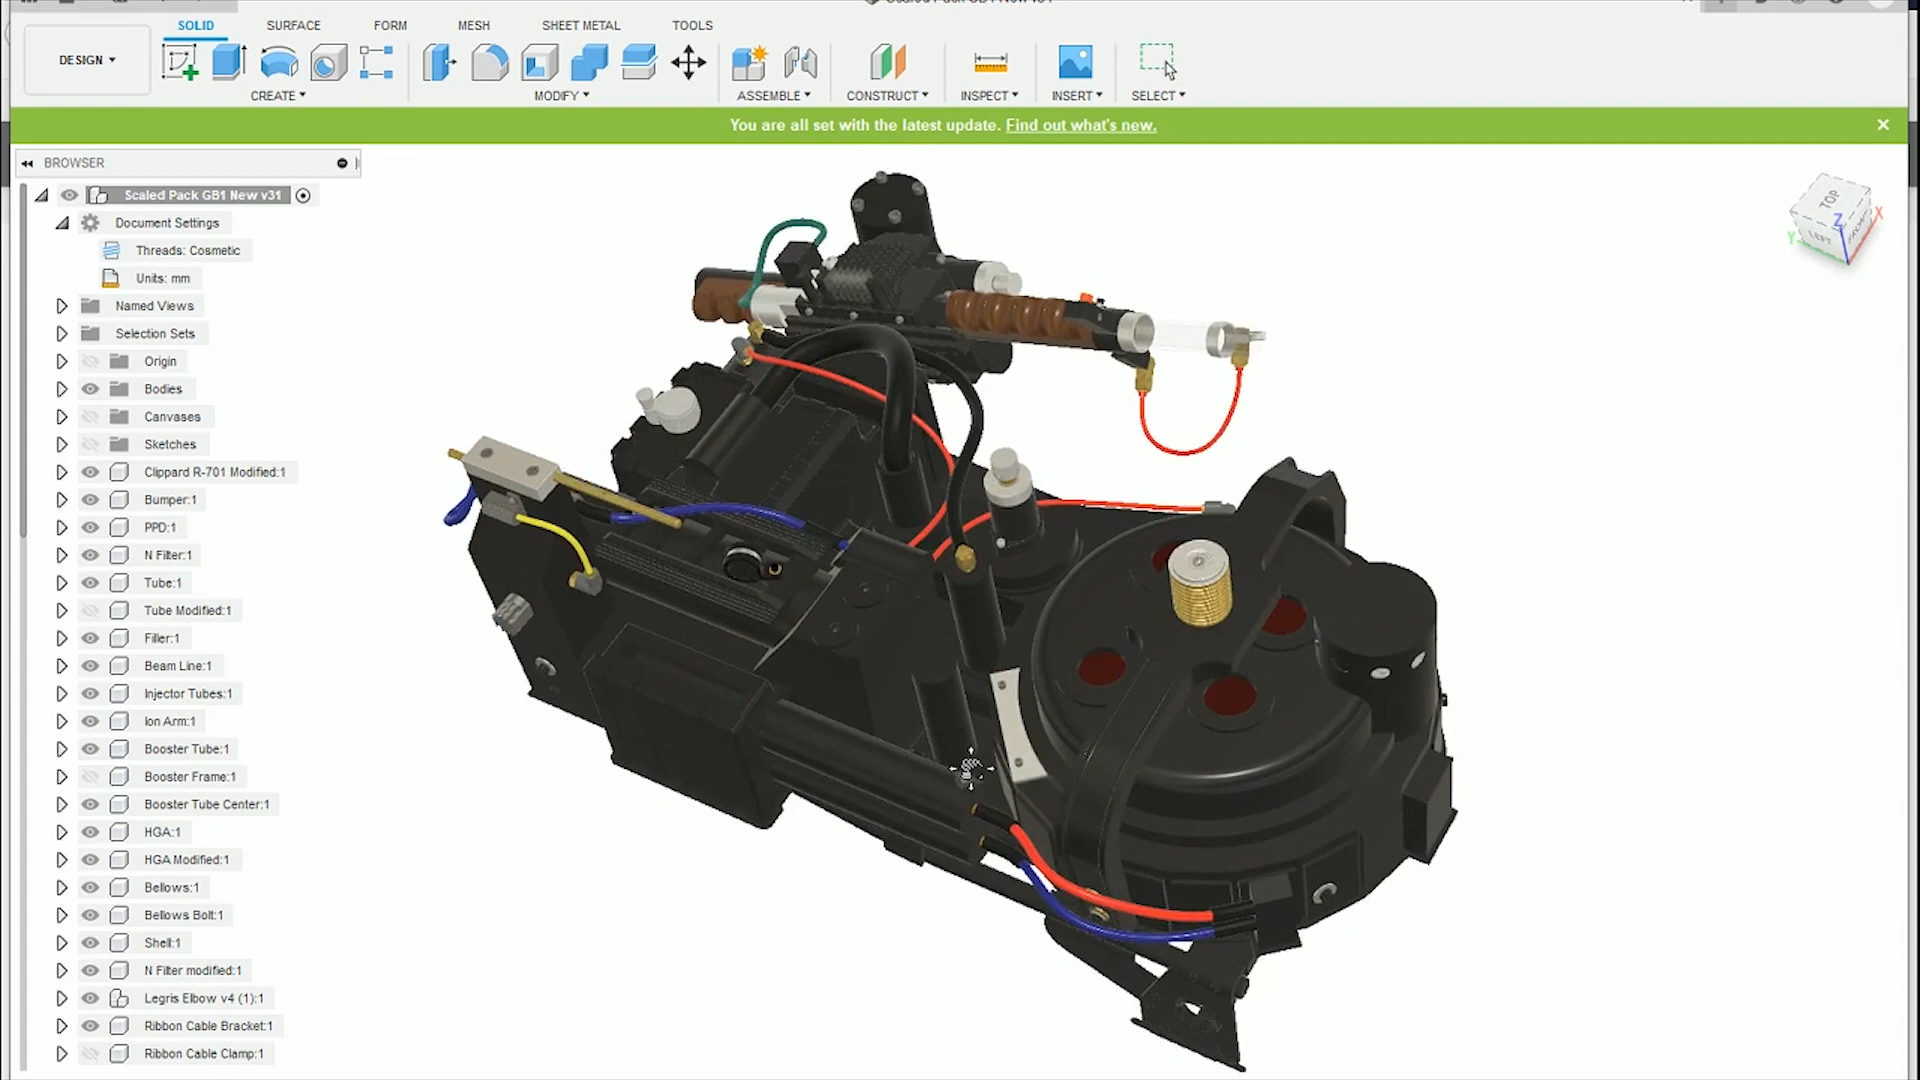 SOLID
SURFACE
FORM
MESH
SHEET METAL
TOOLS
DESIGN
CREATE
MODIFY
ASSEMBLE
CONSTRUCT
INSPECT
INSERT
SELECT
You are all set with the latest update. Find out what's new.
BROWSER
Scaled Pack GB1 New v31
Document Settings
Threads: Cosmetic
Units: mm
Named Views
Selection Sets
Origin
Bodies
Canvases
Sketches
Clippard R-701 Modified:1
Bumper:1
PPD:1
N Filter:1
Tube:1
Tube Modified:1
Filler:1
Beam Line:1
Injector Tubes:1
Ion Arm:1
Booster Tube:1
Booster Frame:1
Booster Tube Center:1
HGA:1
HGA Modified:1
Bellows:1
Bellows Bolt:1
Shell:1
N Filter modified:1
Legris Elbow v4 (1):1
Ribbon Cable Bracket:1
Ribbon Cable Clamp:1
TOP
LEFT
X
Y
Z